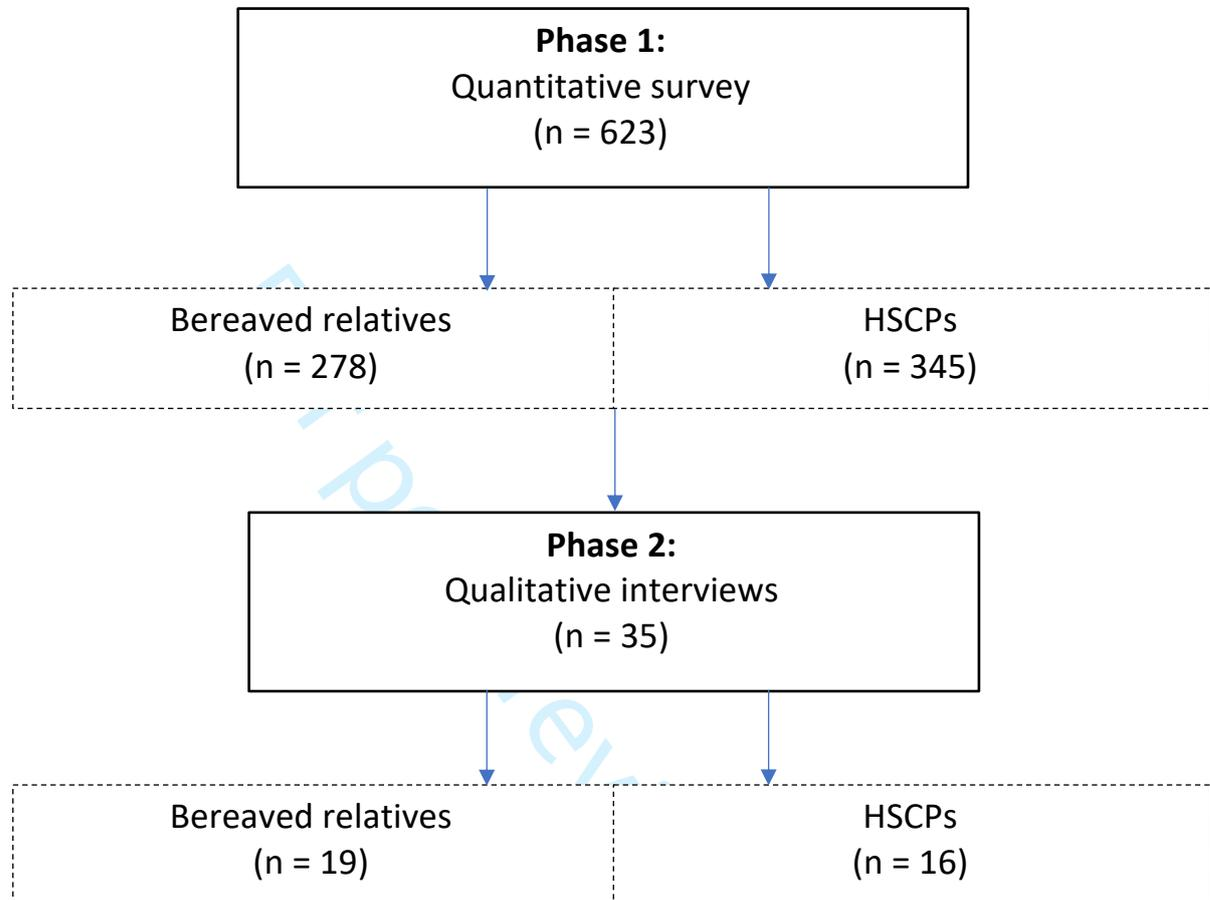 Phase 1:
Quantitative survey
(n = 623)
Bereaved relatives
(n = 278)
HSCPs
(n = 345)
Phase 2:
Qualitative interviews
(n = 35)
Bereaved relatives
(n = 19)
HSCPs
(n = 16)